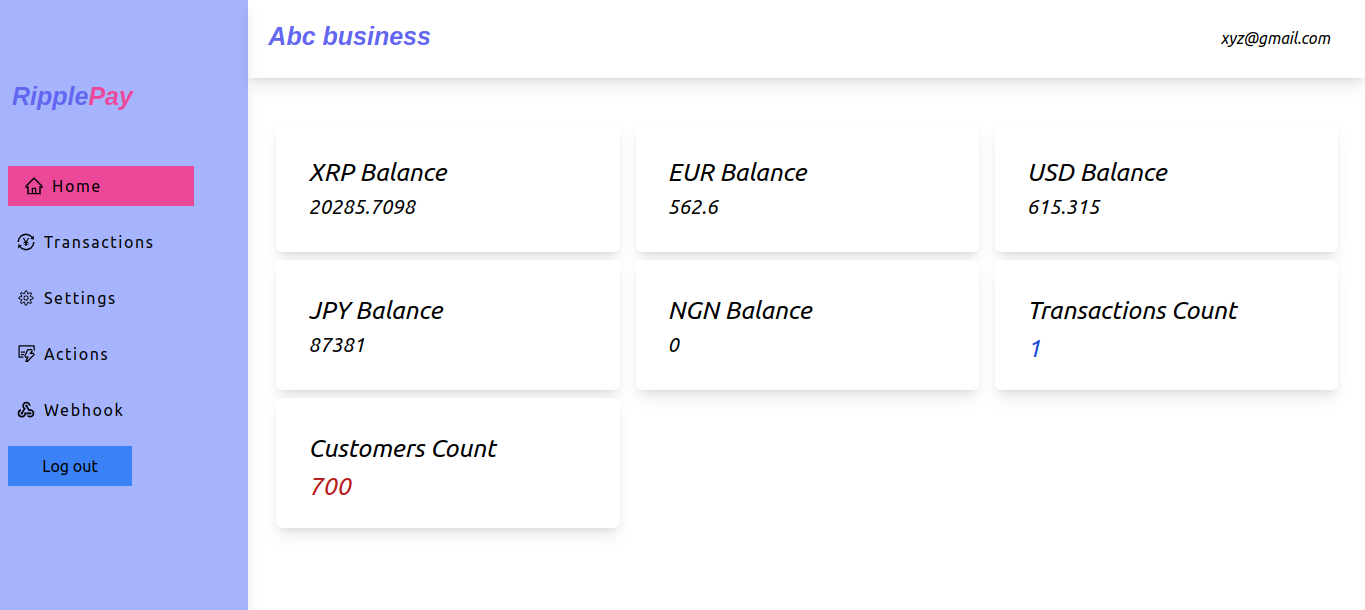 Abc business
xyz@gmail.com
RipplePay
Home
Transactions
Settings
Actions
Webhook
Log out
XRP Balance
20285.7098
EUR Balance
562.6
USD Balance
615.315
JPY Balance
87381
NGN Balance
0
Transactions Count
1
Customers Count
700